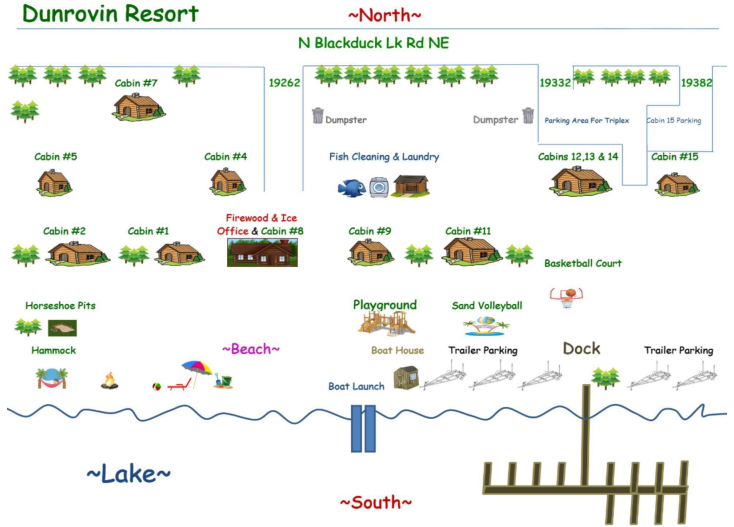 Dunrovin Resort
~North~
N Blackduck Lk Rd NE
Cabin #7
19262
19332
19382
Dumpster
Dumpster
Parking Area For Triplex
Cabin 15 Parking
Cabin #5
Cabin #4
Fish Cleaning & Laundry
Cabins 12,13 & 14
Cabin #15
Firewood & Ice
Office & Cabin #8
Cabin #2
Cabin #1
Cabin #9
Cabin #11
Basketball Court
Horseshoe Pits
Playground
Sand Volleyball
Hammock
~Beach~
Boat House
Trailer Parking
Dock
Trailer Parking
Boat Launch
~Lake~
~South~